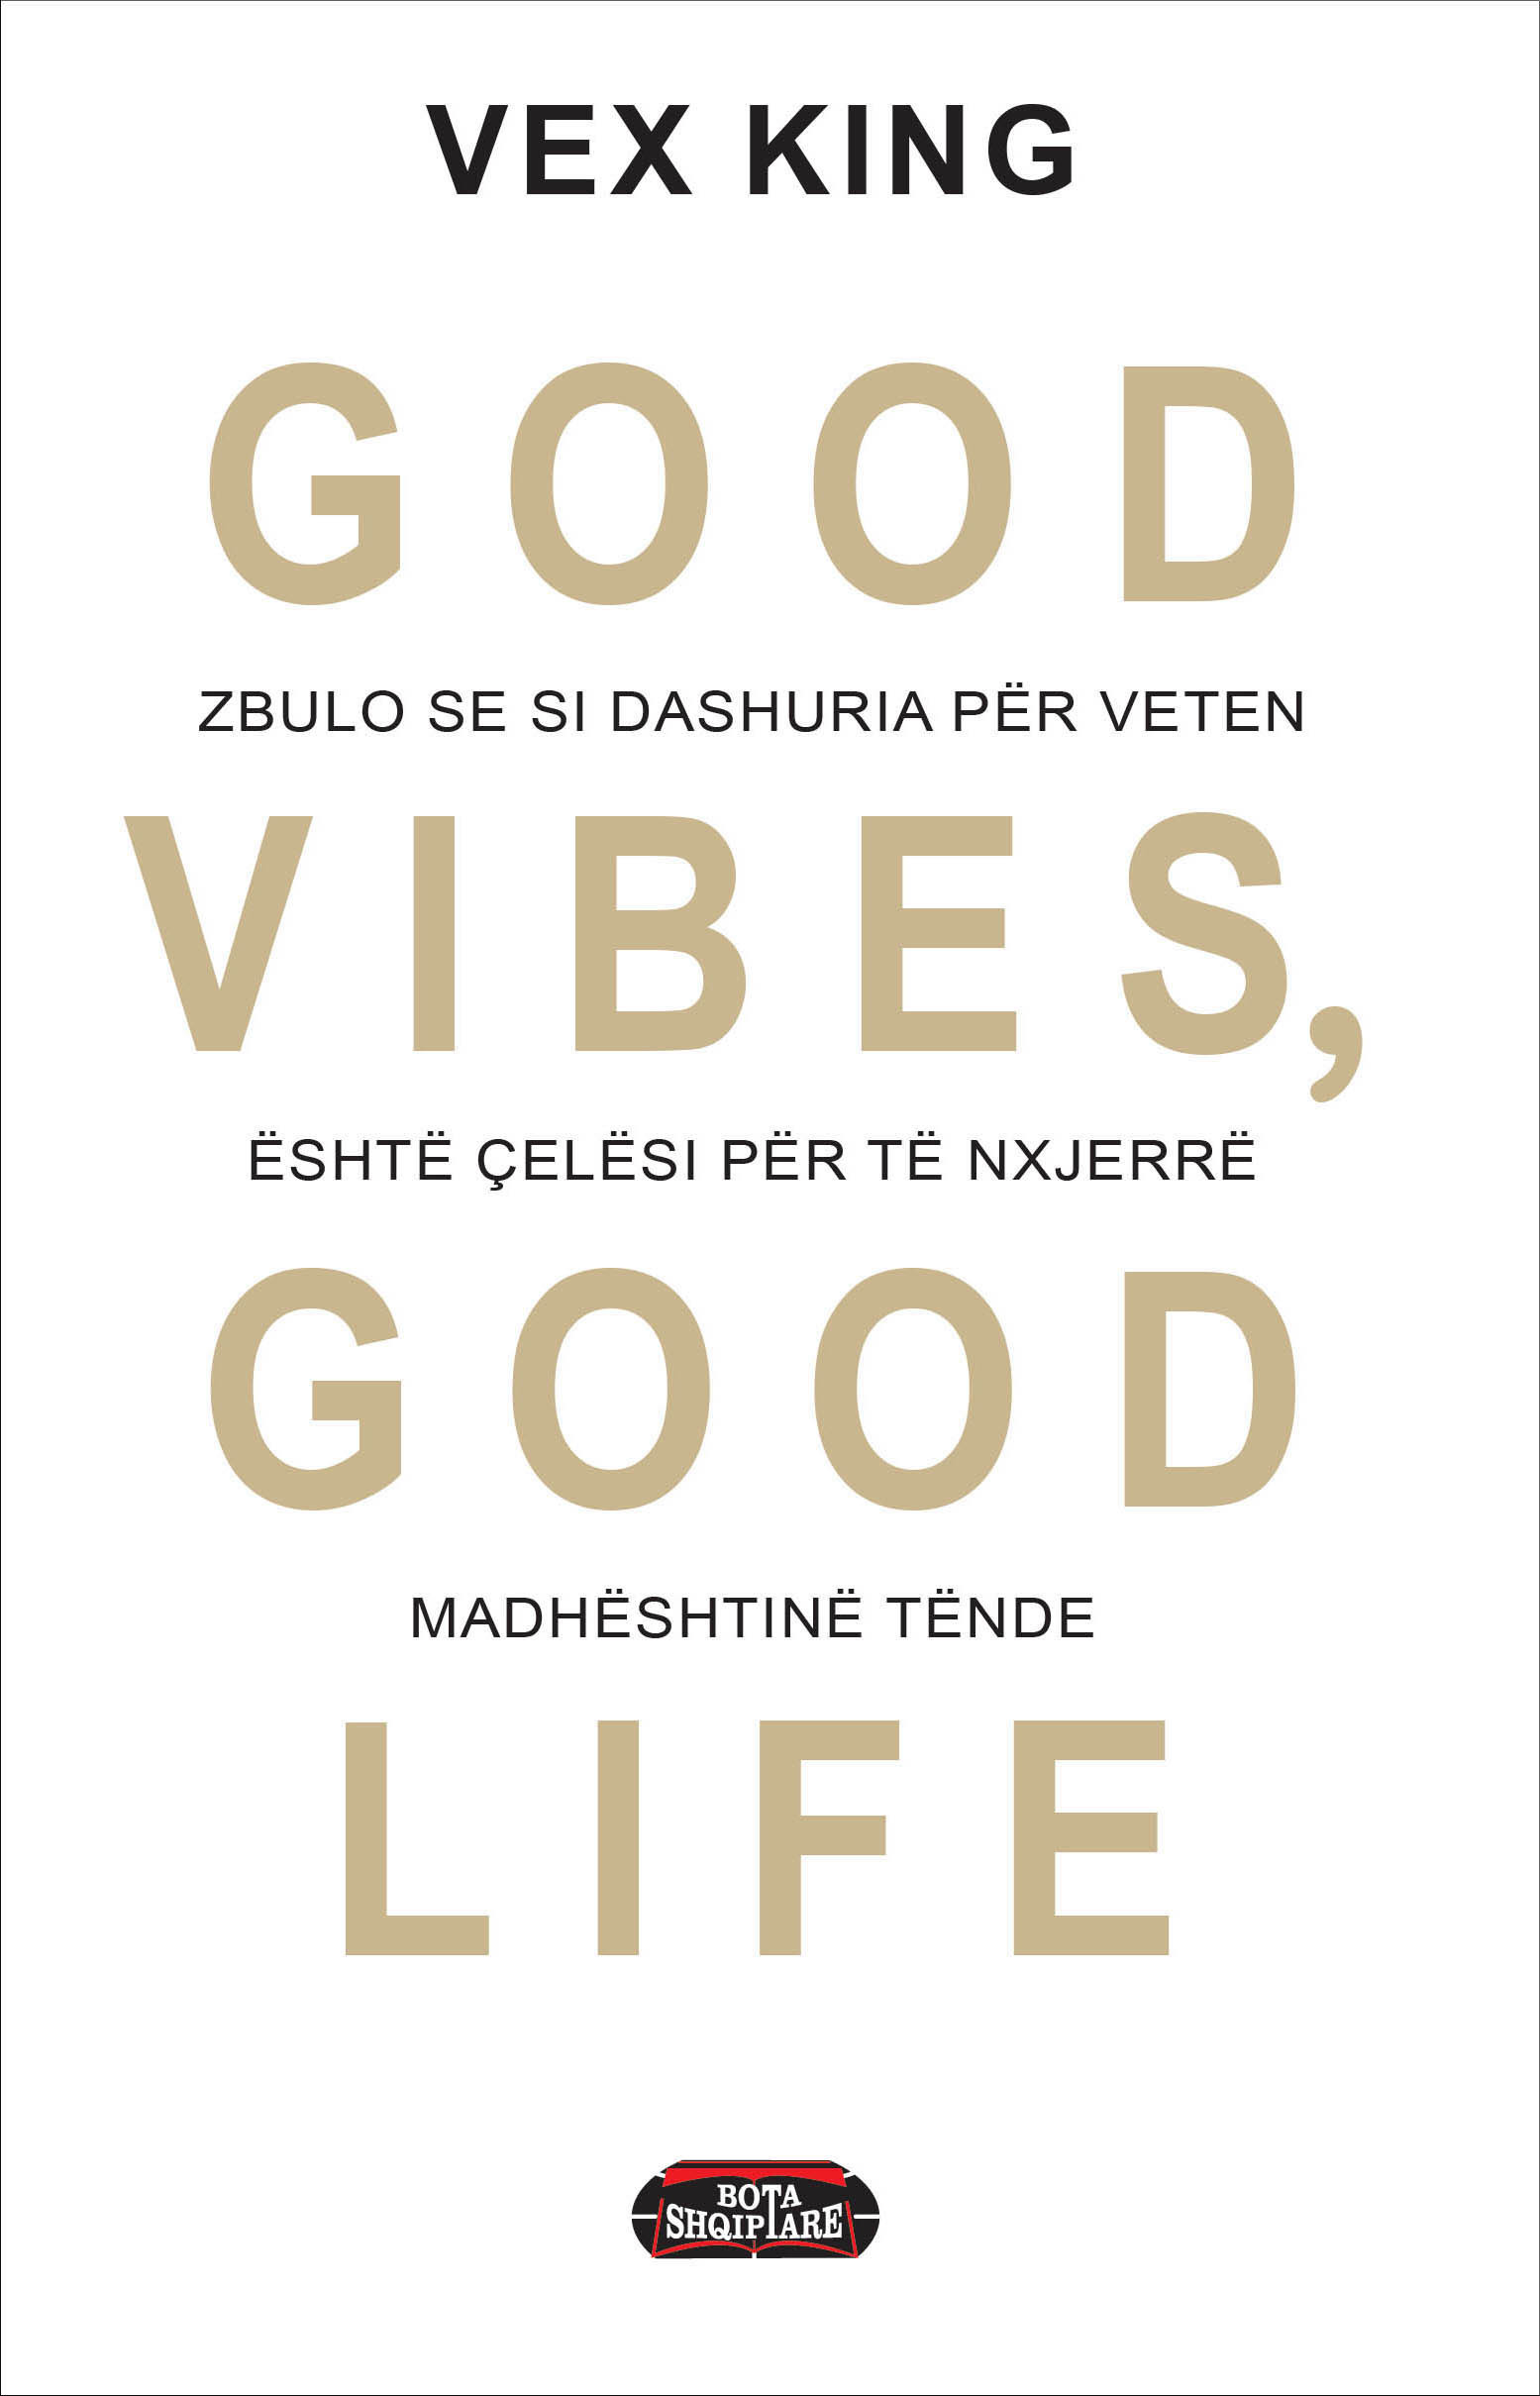 VEX KING
GOOD
ZBULO SE SI DASHURIA PËR VETEN
VIBES,
ËSHTË ÇELËSI PËR TË NXJERRË
GOOD
MADHËSHTINË TËNDE
LIFE
BOTA
SHQIPTARE